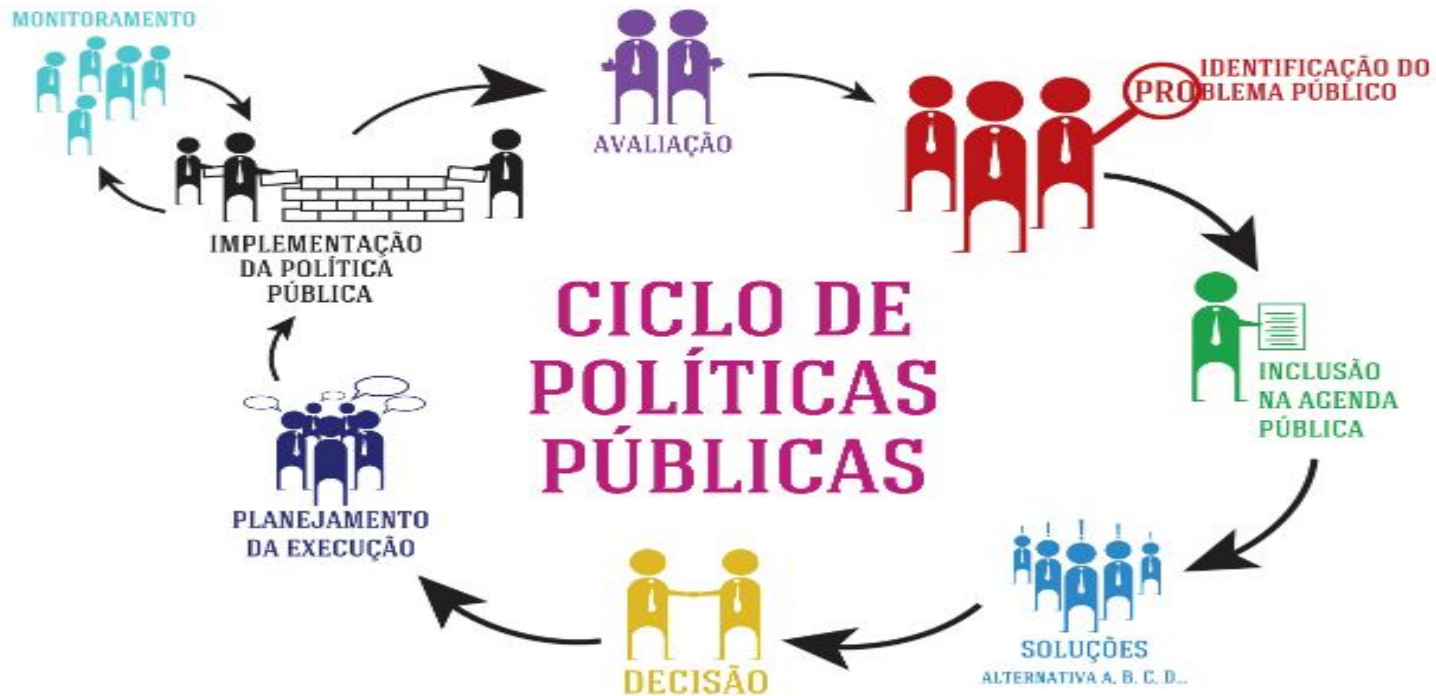 MONITORAMENTO
AVALIAÇÃO
IDENTIFICAÇÃO DO
PROBLEMA PÚBLICO
IMPLEMENTAÇÃO
DA POLÍTICA
PÚBLICA
CICLO DE
POLÍTICAS
PÚBLICAS
INCLUSÃO
NA AGENDA
PÚBLICA
PLANEJAMENTO
DA EXECUÇÃO
! ! ! ! !
SOLUÇÕES
ALTERNATIVA A, B, C, D...
DECISÃO